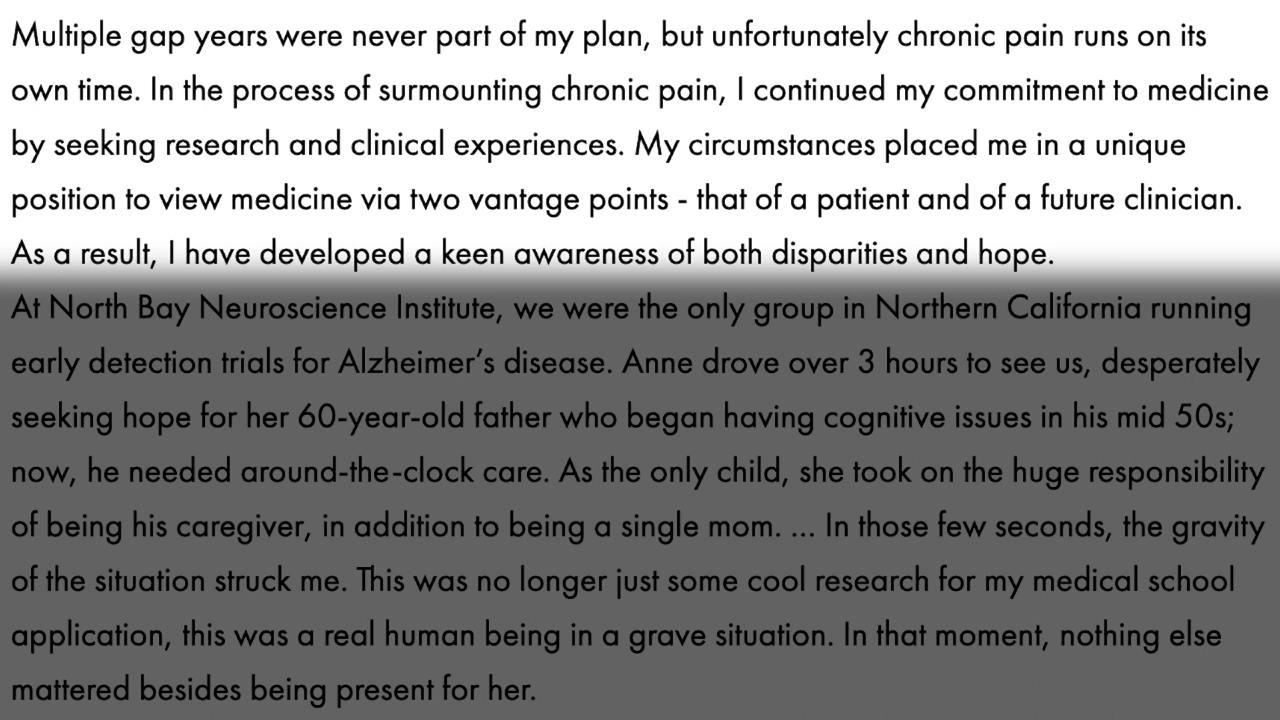 Multiple gap years were never part of my plan, but unfortunately chronic pain runs on its
own time. In the process of surmounting chronic pain, I continued my commitment to medicine
by seeking research and clinical experiences. My circumstances placed me in a unique
position to view medicine via two vantage points - that of a patient and of a future clinician.
As a result, I have developed a keen awareness of both disparities and hope.
At North Bay Neuroscience Institute, we were the only group in Northern California running
early detection trials for Alzheimer’s disease. Anne drove over 3 hours to see us, desperately
seeking hope for her 60-year-old father who began having cognitive issues in his mid 50s;
now, he needed around-the-clock care. As the only child, she took on the huge responsibility
of being his caregiver, in addition to being a single mom. ... In those few seconds, the gravity
of the situation struck me. This was no longer just some cool research for my medical school
application, this was a real human being in a grave situation. In that moment, nothing else
mattered besides being present for her.